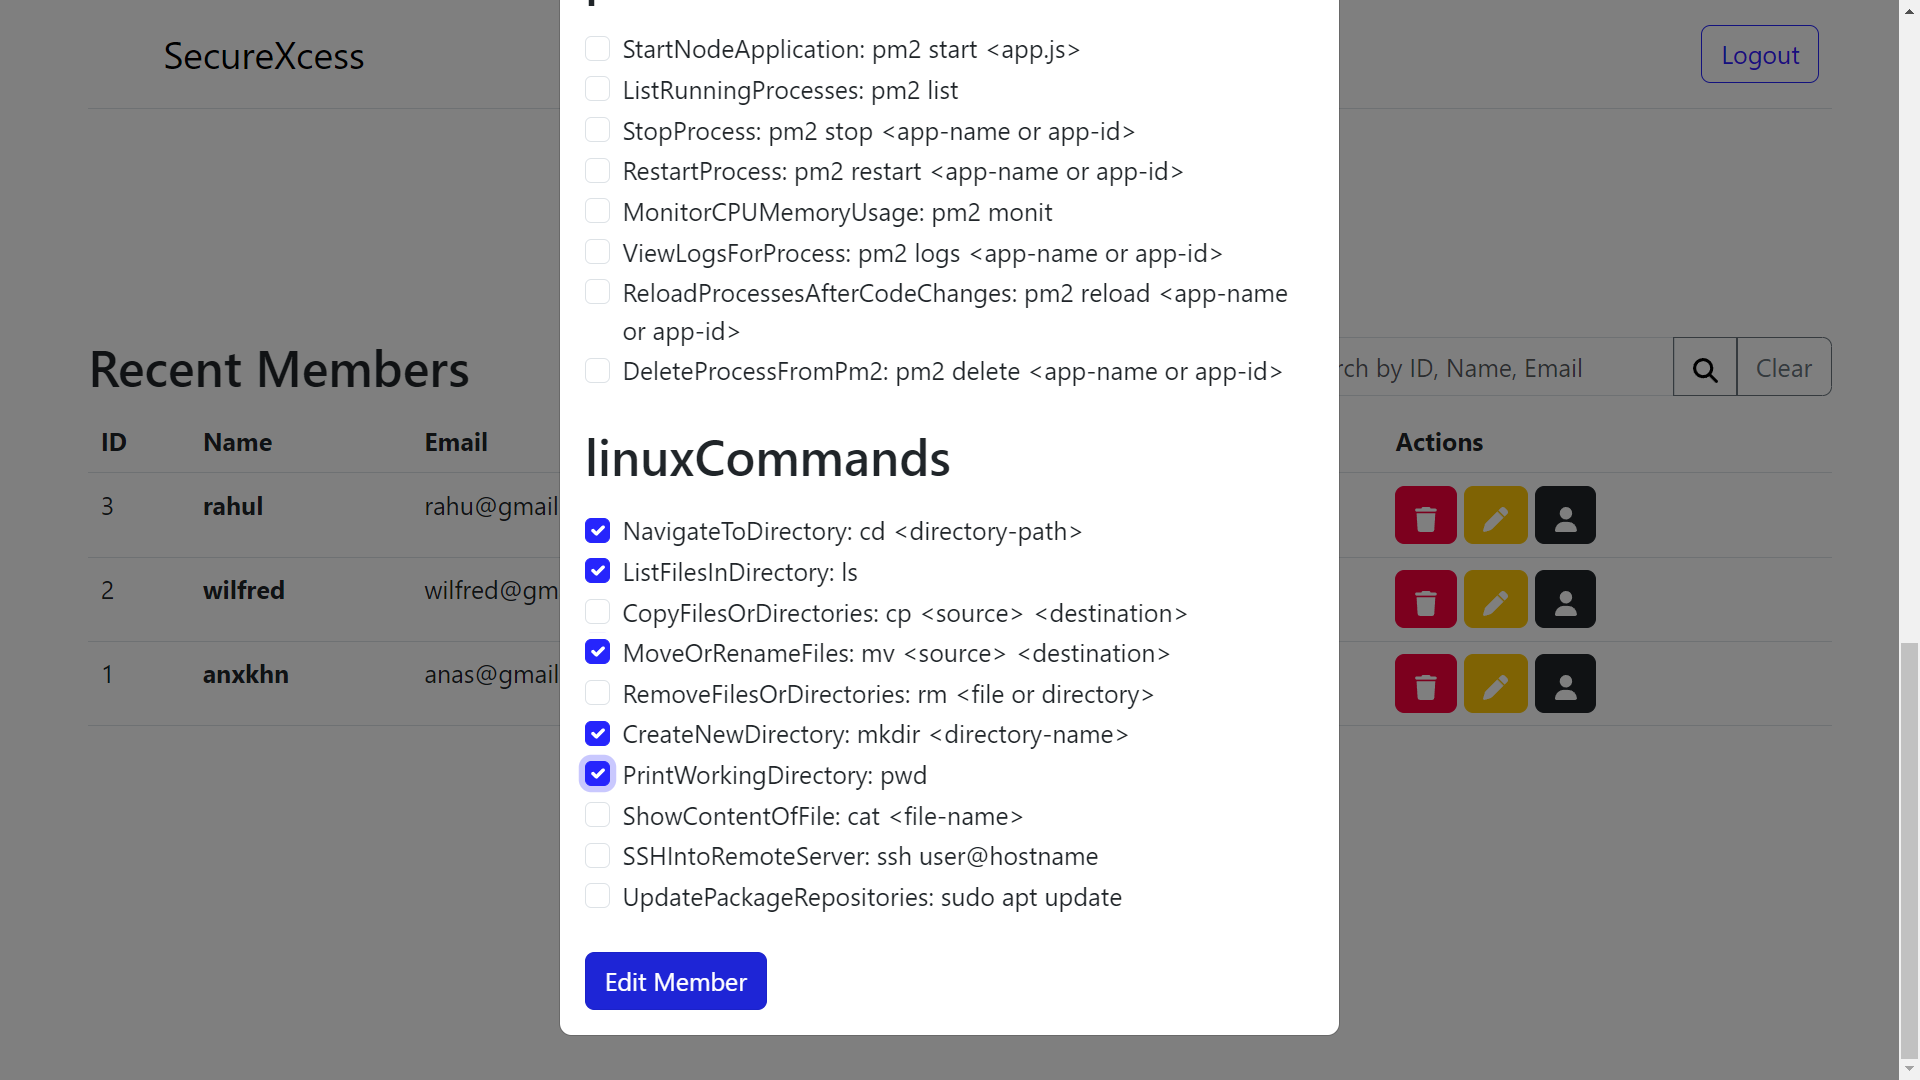 SecureXcess
Logout
StartNodeApplication: pm2 start <app.js>
ListRunningProcesses: pm2 list
StopProcess: pm2 stop <app-name or app-id>
RestartProcess: pm2 restart <app-name or app-id>
MonitorCPUMemoryUsage: pm2 monit
ViewLogsForProcess: pm2 logs <app-name or app-id>
ReloadProcessesAfterCodeChanges: pm2 reload <app-name
or app-id>
DeleteProcessFromPm2: pm2 delete <app-name or app-id>
linuxCommands
NavigateToDirectory: cd <directory-path>
ListFilesInDirectory: ls
CopyFilesOrDirectories: cp <source> <destination>
MoveOrRenameFiles: mv <source> <destination>
RemoveFilesOrDirectories: rm <file or directory>
CreateNewDirectory: mkdir <directory-name>
PrintWorkingDirectory: pwd
ShowContentOfFile: cat <file-name>
SSHIntoRemoteServer: ssh user@hostname
UpdatePackageRepositories: sudo apt update
Edit Member
Recent Members
rch by ID, Name, Email Clear
ID Name Email Actions
3 rahul rahu@gmail
2 wilfred wilfred@gm
1 anxkhn anas@gmail